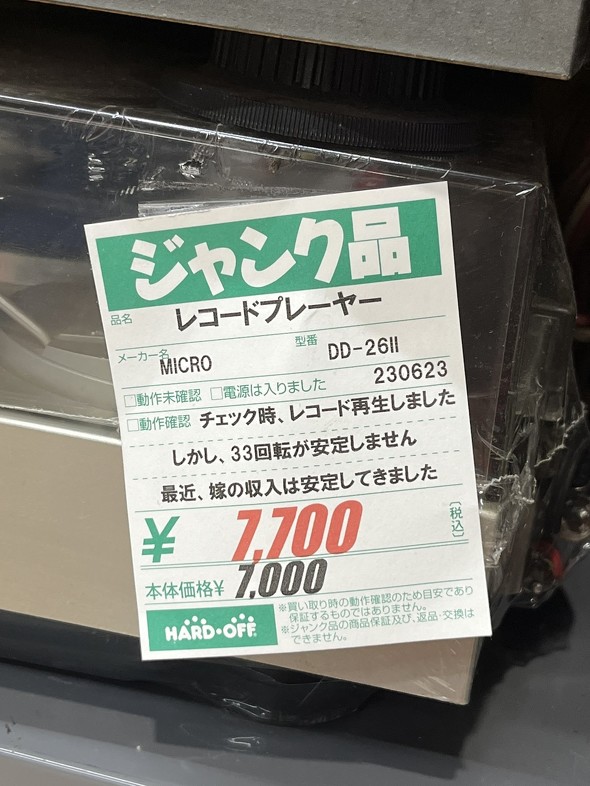 ジャンク品
品名 レコードプレーヤー
メーカー名 MICRO 型番 DD-26II
□動作未確認 □電源は入りました 230623
□動作確認 チェック時、レコード再生しました
しかし、33回転が安定しません
最近、嫁の収入は安定してきました
¥ 7,700 (税込)
本体価格¥ 7,000
HARD・OFF
※買い取り時の動作確認のため目安であり
保証するものではありません。
※ジャンク品の商品保証及び、返品・交換は
できません。